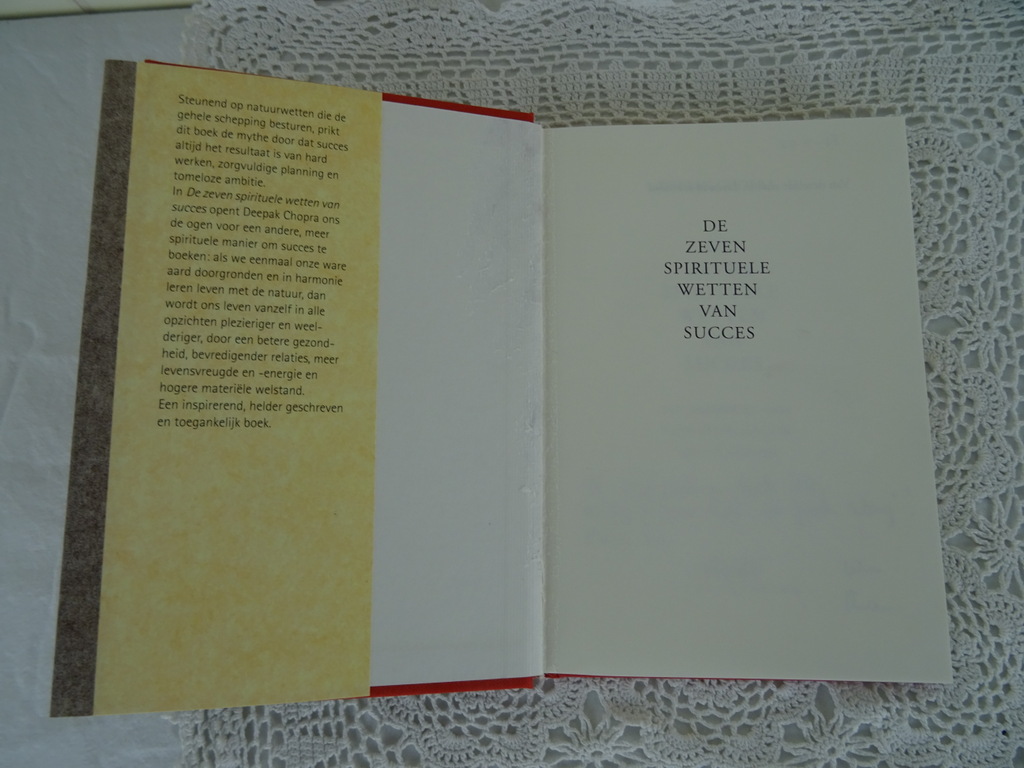 Steunend op natuurwetten die de
gehele schepping besturen, prikt
dit boek de mythe door dat succes
altijd het resultaat is van hard
werken, zorgvuldige planning en
tomeloze ambitie.
In De zeven spirituele wetten van
succes opent Deepak Chopra ons
de ogen voor een andere, meer
spirituele manier om succes te
boeken: als we eenmaal onze ware
aard doorgronden en in harmonie
leren leven met de natuur, dan
wordt ons leven vanzelf in alle
opzichten plezieriger en weel-
deriger, door een betere gezond-
heid, bevredigender relaties, meer
levensvreugde en -energie en
hogere materiële welstand.
Een inspirerend, helder geschreven
en toegankelijk boek.
DE
ZEVEN
SPIRITUELE
WETTEN
VAN
SUCCES